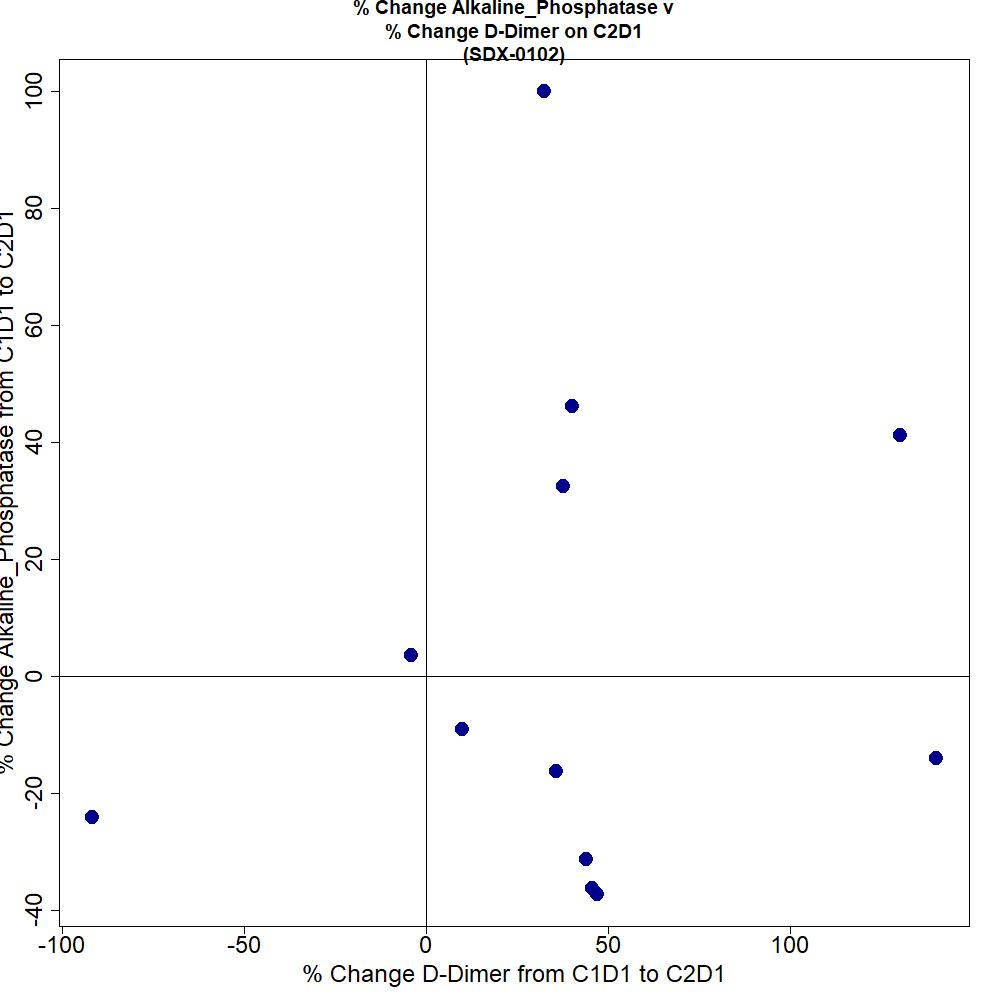 % Change Alkaline_Phosphatase v
% Change D-Dimer on C2D1
(SDX-0102)
% Change Alkaline_Phosphatase from C1D1 to C2D1
100
80
60
40
20
0
-20
-40
-100
-50
0
50
100
% Change D-Dimer from C1D1 to C2D1